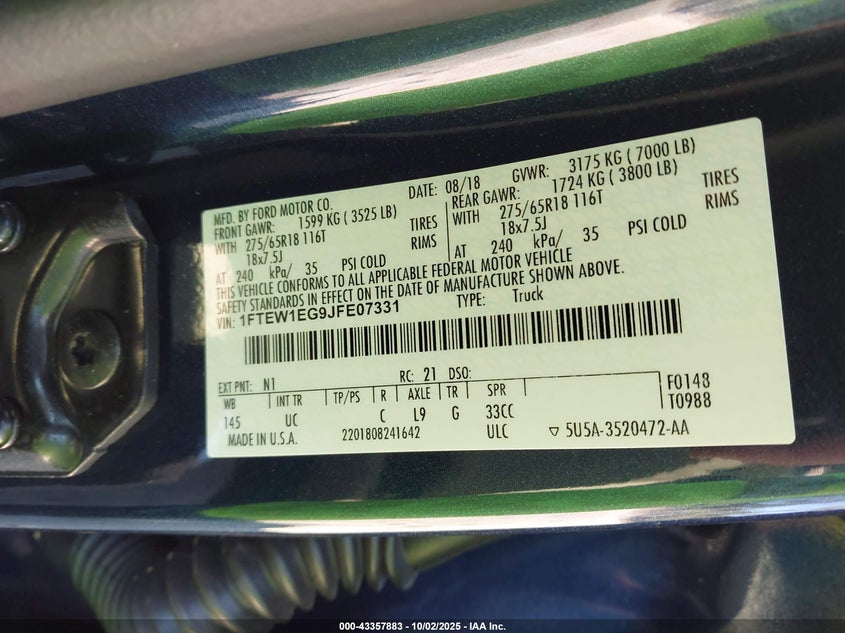 MFD. BY FORD MOTOR CO.
DATE: 08/18 GVWR: 3175 KG ( 7000 LB)
FRONT GAWR: 1599 KG ( 3525 LB) REAR GAWR: 1724 KG ( 3800 LB)
WITH 275/65R18 116T TIRES WITH 275/65R18 116T TIRES
18x7.5J RIMS 18x7.5J RIMS
AT 240 kPa/ 35 PSI COLD AT 240 kPa/ 35 PSI COLD
THIS VEHICLE CONFORMS TO ALL APPLICABLE FEDERAL MOTOR VEHICLE
SAFETY STANDARDS IN EFFECT ON THE DATE OF MANUFACTURE SHOWN ABOVE.
VIN: 1FTEW1EG9JFE07331 TYPE: Truck
EXT PNT: N1 RC: 21 DSO:
WB INT TR TP/PS R AXLE TR SPR F0148
145 UC C L9 G 33CC T0988
MADE IN U.S.A. 2201808241642 ULC ▽ 5U5A-3520472-AA
000-43357883 - 10/02/2025 - IAA Inc.